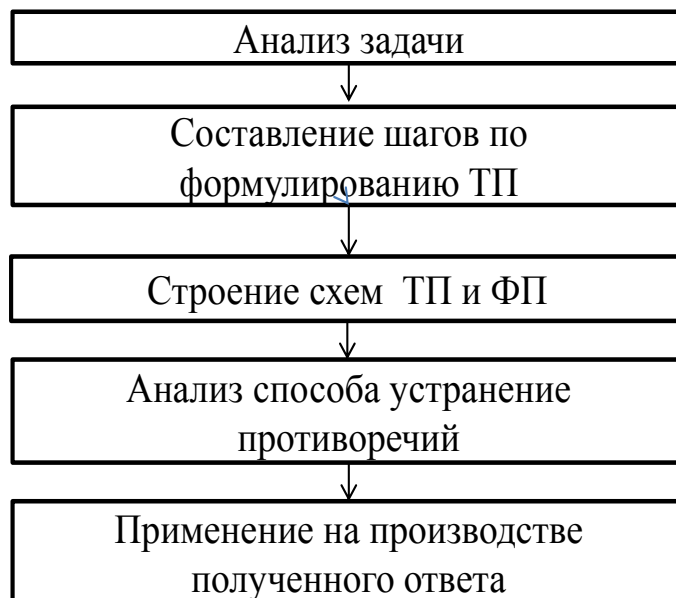 Анализ задачи
Составление шагов по
формулированию ТП
Строение схем ТП и ФП
Анализ способа устранение
противоречий
Применение на производстве
полученного ответа